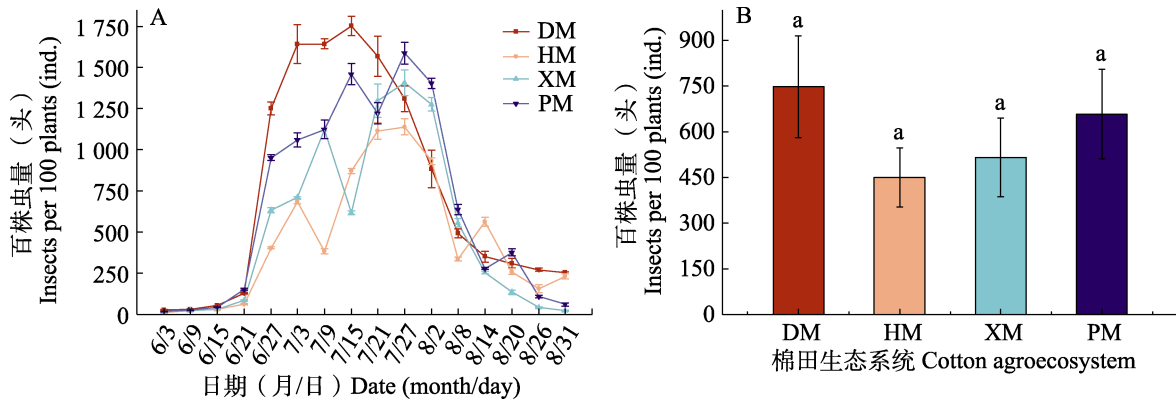 A
百株虫量（头）
Insects per 100 plants (ind.)
1 750
1 500
1 250
1 000
750
500
250
0
DM
HM
XM
PM
6/3
6/9
6/15
6/21
6/27
7/3
7/9
7/15
7/21
7/27
8/2
8/8
8/14
8/20
8/26
8/31
日期（月/日）Date (month/day)
B
百株虫量（头）
Insects per 100 plants (ind.)
900
750
600
450
300
150
0
a
a
a
a
DM
HM
XM
PM
棉田生态系统 Cotton agroecosystem